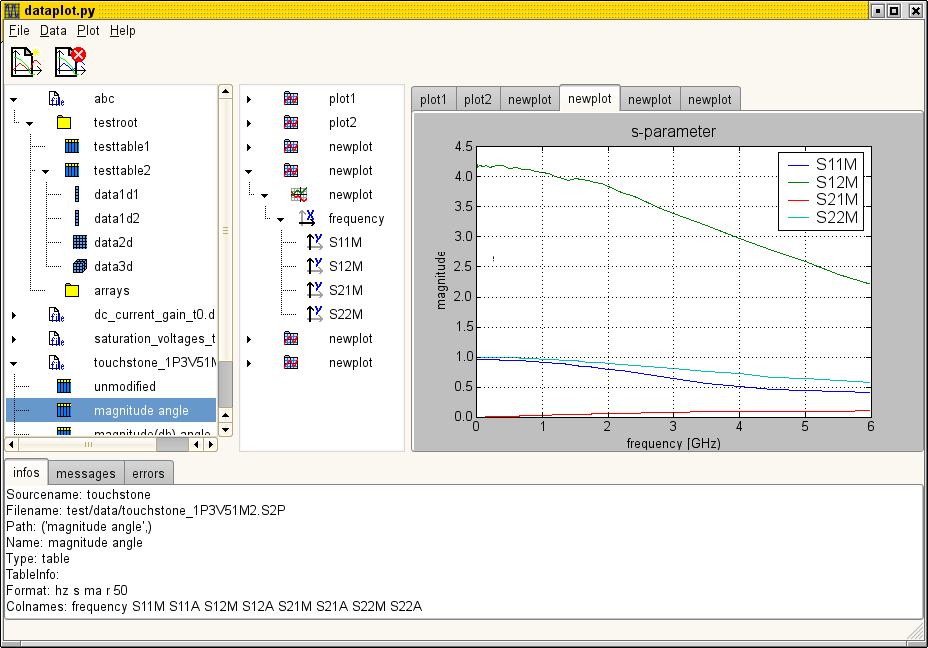 dataplot.py
File Data Plot Help
abc
testroot
testtable1
testtable2
data1d1
data1d2
data2d
data3d
arrays
dc_current_gain_t0.d
saturation_voltages_t
touchstone_1P3V51M
unmodified
magnitude angle
magnitude(db) angle
plot1
plot2
newplot
newplot
newplot
frequency
S11M
S12M
S21M
S22M
newplot
newplot
plot1 plot2 newplot newplot newplot newplot
s-parameter
4.5
4.0
3.5
3.0
2.5
2.0
1.5
1.0
0.5
0.0
magnitude
0 1 2 3 4 5 6
frequency [GHz]
S11M
S12M
S21M
S22M
infos messages errors
Sourcename: touchstone
Filename: test/data/touchstone_1P3V51M2.S2P
Path: ('magnitude angle',)
Name: magnitude angle
Type: table
TableInfo:
Format: hz s ma r 50
Colnames: frequency S11M S11A S12M S12A S21M S21A S22M S22A